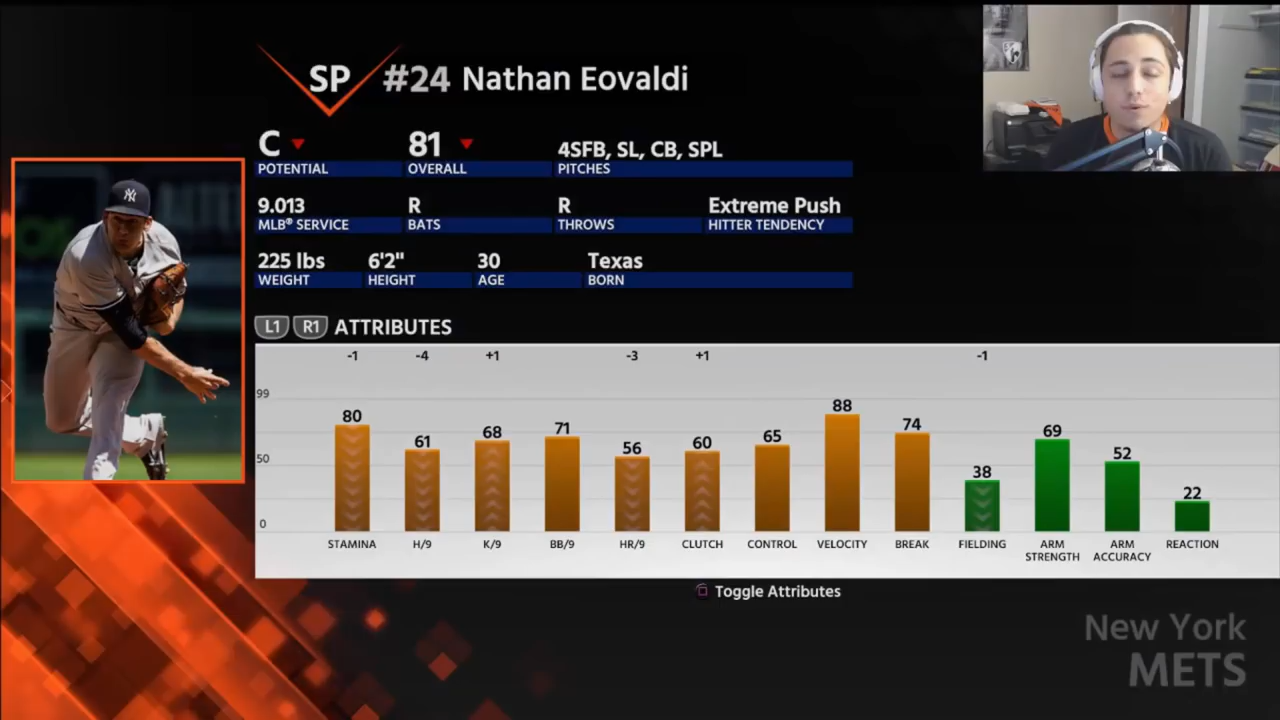 SP #24 Nathan Eovaldi
C 81 4SFB, SL, CB, SPL
POTENTIAL OVERALL PITCHES
9.013 R R Extreme Push
MLB® SERVICE BATS THROWS HITTER TENDENCY
225 lbs 6'2" 30 Texas
WEIGHT HEIGHT AGE BORN
L1 R1 ATTRIBUTES
-1 -4 +1 -3 +1 -1
99
50
0
80 61 68 71 56 60 65 88 74 38 69 52 22
STAMINA H/9 K/9 BB/9 HR/9 CLUTCH CONTROL VELOCITY BREAK FIELDING ARM STRENGTH ARM ACCURACY REACTION
Toggle Attributes
New York
METS